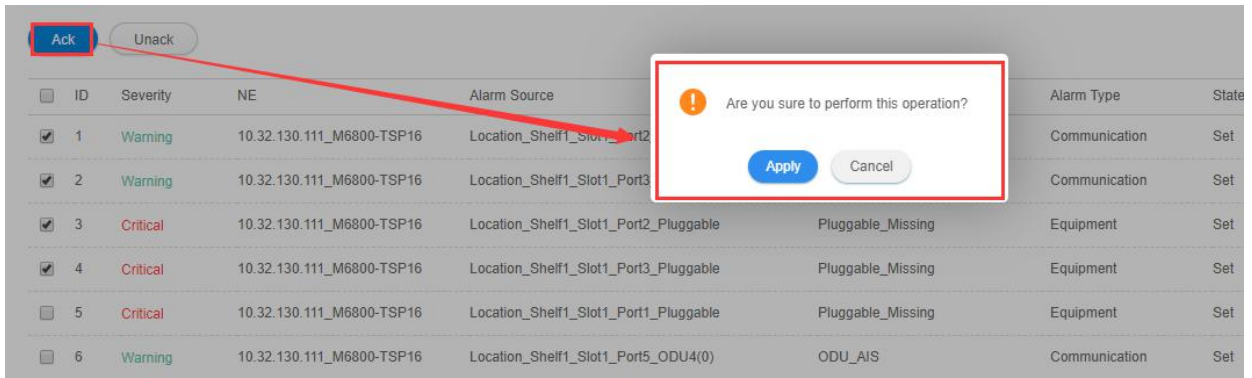 Ack Unack
ID Severity NE Alarm Source Alarm Type State
Are you sure to perform this operation?
Apply Cancel
1 Warning 10.32.130.111_M6800-TSP16 Location_Shelf1_Slot1_Port2_ Communication Set
2 Warning 10.32.130.111_M6800-TSP16 Location_Shelf1_Slot1_Port3_ Communication Set
3 Critical 10.32.130.111_M6800-TSP16 Location_Shelf1_Slot1_Port2_Pluggable Pluggable_Missing Equipment Set
4 Critical 10.32.130.111_M6800-TSP16 Location_Shelf1_Slot1_Port3_Pluggable Pluggable_Missing Equipment Set
5 Critical 10.32.130.111_M6800-TSP16 Location_Shelf1_Slot1_Port1_Pluggable Pluggable_Missing Equipment Set
6 Warning 10.32.130.111_M6800-TSP16 Location_Shelf1_Slot1_Port5_ODU4(0) ODU_AIS Communication Set